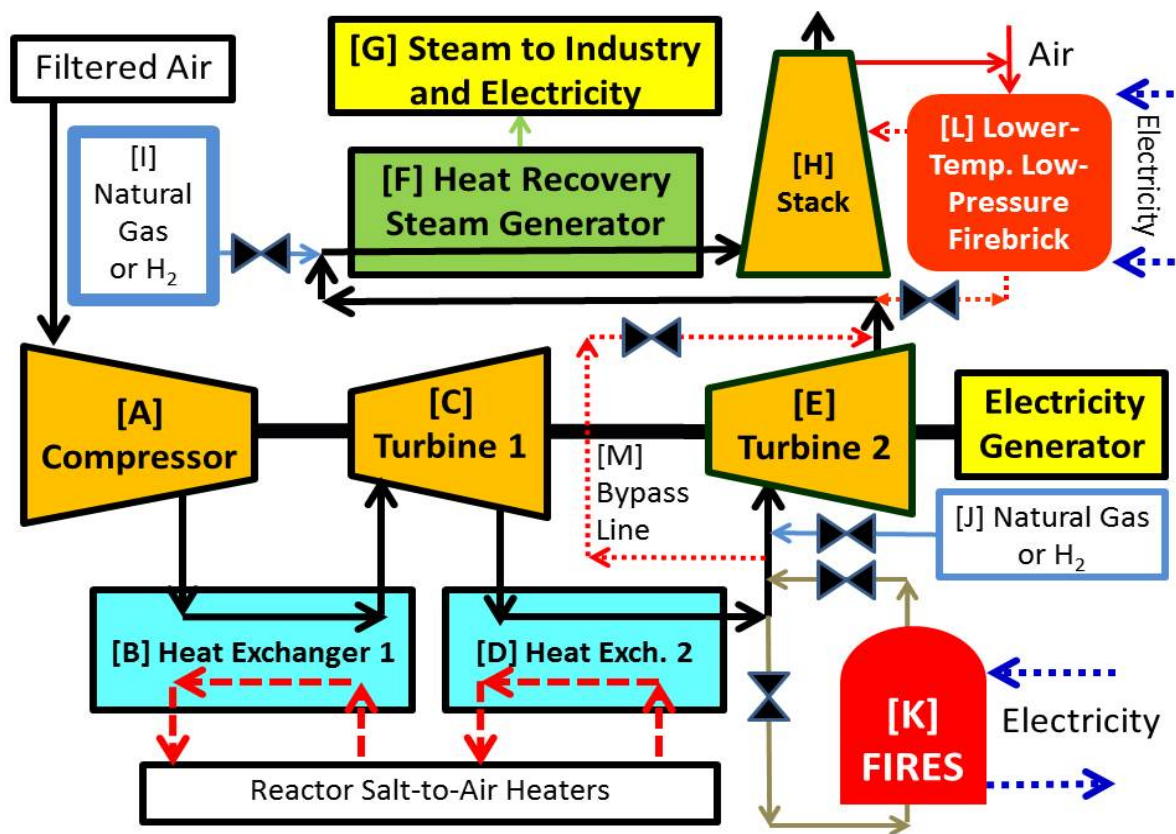 Filtered Air
[G] Steam to Industry
and Electricity
Air
[I]
Natural
Gas
or H₂
[F] Heat Recovery
Steam Generator
[H]
Stack
[L] Lower-
Temp. Low-
Pressure
Firebrick
Electricity
[A]
Compressor
[C]
Turbine 1
[M]
Bypass
Line
[E]
Turbine 2
Electricity
Generator
[J] Natural Gas
or H₂
[B] Heat Exchanger 1
[D] Heat Exch. 2
[K]
FIRES
Electricity
Reactor Salt-to-Air Heaters